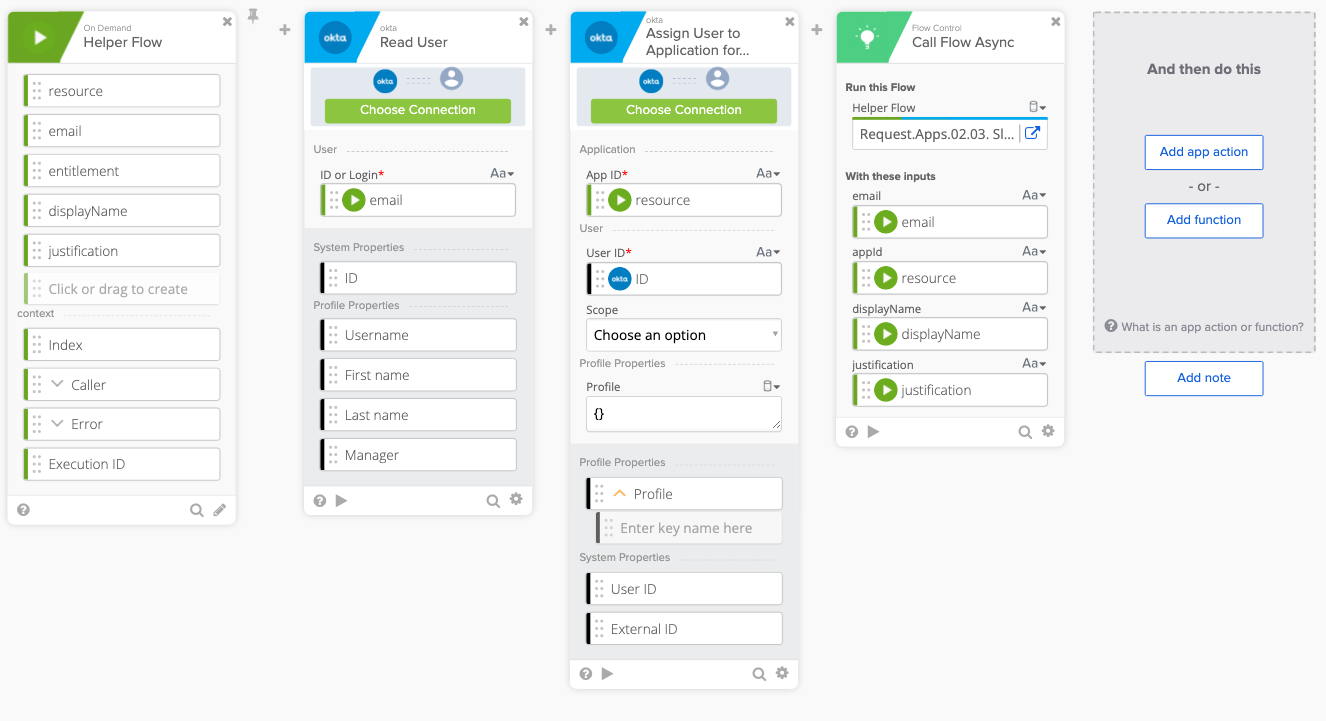 On Demand
Helper Flow
resource
email
entitlement
displayName
justification
Click or drag to create
context
Index
Caller
Error
Execution ID
okta
okta
Read User
okta
Choose Connection
User
ID or Login*
Aa
email
System Properties
ID
Profile Properties
Username
First name
Last name
Manager
okta
okta
Assign User to
Application for...
okta
Choose Connection
Application
App ID*
Aa
resource
User
User ID*
Aa
okta
ID
Scope
Choose an option
Profile Properties
Profile
{}
Profile Properties
Profile
Enter key name here
System Properties
User ID
External ID
Flow Control
Call Flow Async
Run this Flow
Helper Flow
Request.Apps.02.03. Sl...
With these inputs
email
Aa
email
appId
Aa
resource
displayName
Aa
displayName
justification
Aa
justification
And then do this
Add app action
- or -
Add function
What is an app action or function?
Add note